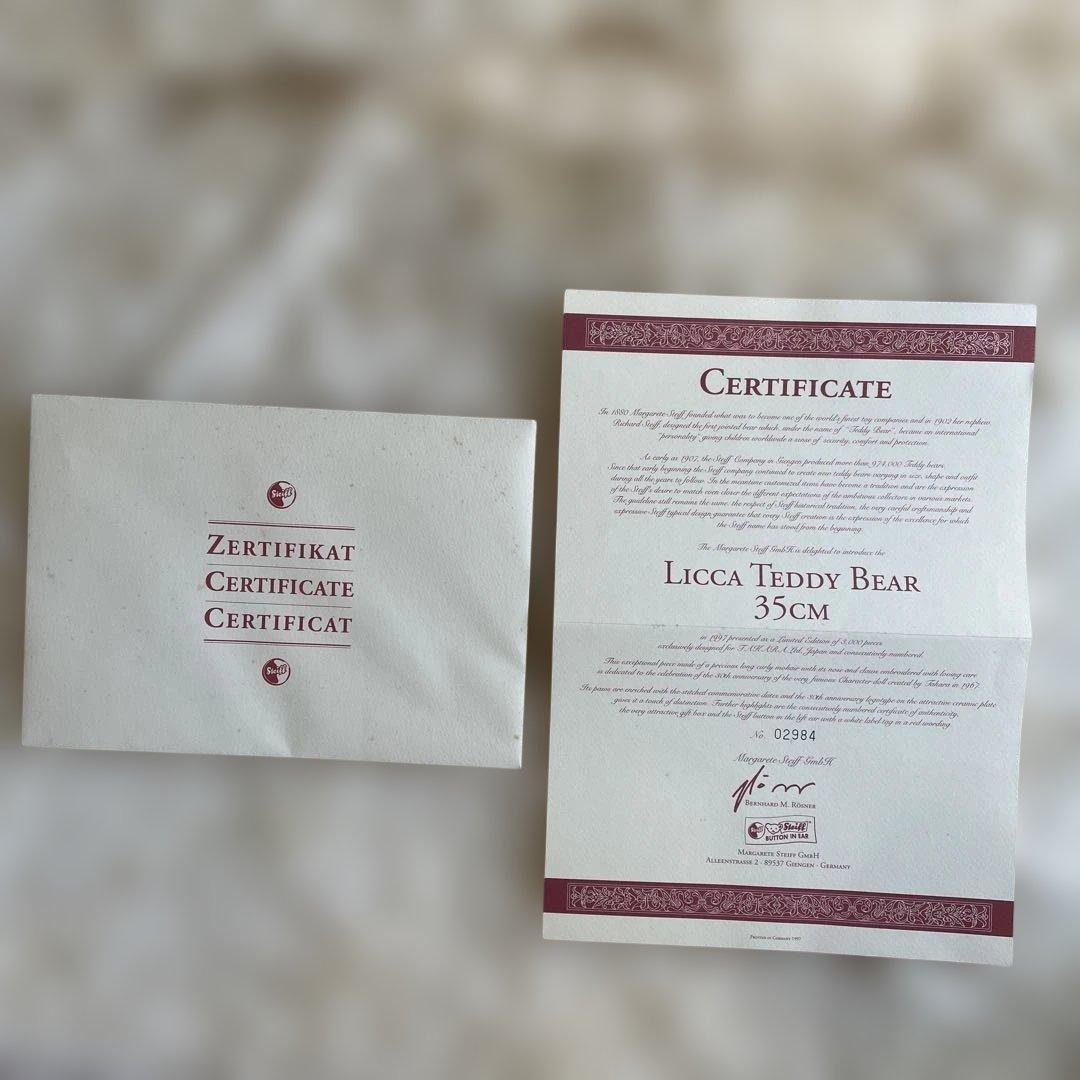 Steiff
ZERTIFIKAT
CERTIFICATE
CERTIFICAT
Steiff
CERTIFICATE
In 1880 Margarete Steiff founded what was to become one of the world's finest toy companies and in 1902 her nephew
Richard Steiff, designed the first jointed bear which, under the name of "Teddy Bear", became an international
"personality" giving children worldwide a sense of security, comfort and protection.
As early as 1907, the Steiff Company in Giengen produced more than 974,000 Teddy bears.
Since that early beginning the Steiff company continued to create new teddy bears varying in size, shape and outfit
during all the years to follow. In the meantime customized items have become a tradition and are the expression
of the Steiff's desire to match even closer the different expectations of the ambitious collectors in various markets.
The guideline still remains the same: the respect of Steiff historical tradition, the very careful craftsmanship and
expressive Steiff typical design guarantee that every Steiff creation is the expression of the excellence for which
the Steiff name has stood from the beginning.
The Margarete Steiff GmbH is delighted to introduce the
LICCA TEDDY BEAR
35CM
in 1997 presented as a Limited Edition of 3,000 pieces
exclusively designed for TAKARA Ltd. Japan and consecutively numbered.
This exceptional piece made of a precious long curly mohair with its nose and claws embroidered with loving care
is dedicated to the celebration of the 30th anniversary of the very famous Character doll created by Takara in 1967.
Its paws are enriched with the stitched commemorative dates and the 30th anniversary logotype on the attractive ceramic plate
gives it a touch of distinction. Further highlights are the consecutively numbered certificate of authenticity,
the very attractive gift box and the Steiff button in the left ear with a white label tag in a red wording.
No. 02984
Margarete Steiff GmbH
BERNHARD M. RÖSNER
Steiff Steiff
BUTTON IN EAR
MARGARETE STEIFF GMBH
ALLEENSTRASSE 2 · 89537 GIENGEN · GERMANY
PRINTED IN GERMANY 1997